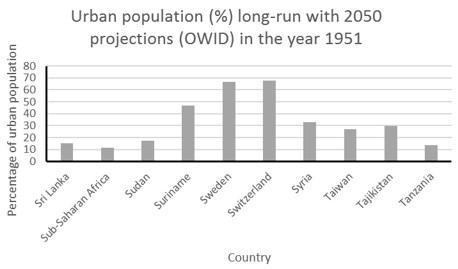 Urban population (%) long-run with 2050
projections (OWID) in the year 1951
Percentage of urban population
80
70
60
50
40
30
20
10
0
Sri Lanka
Sub-Saharan Africa
Sudan
Suriname
Sweden
Switzerland
Syria
Taiwan
Tajikistan
Tanzania
Country